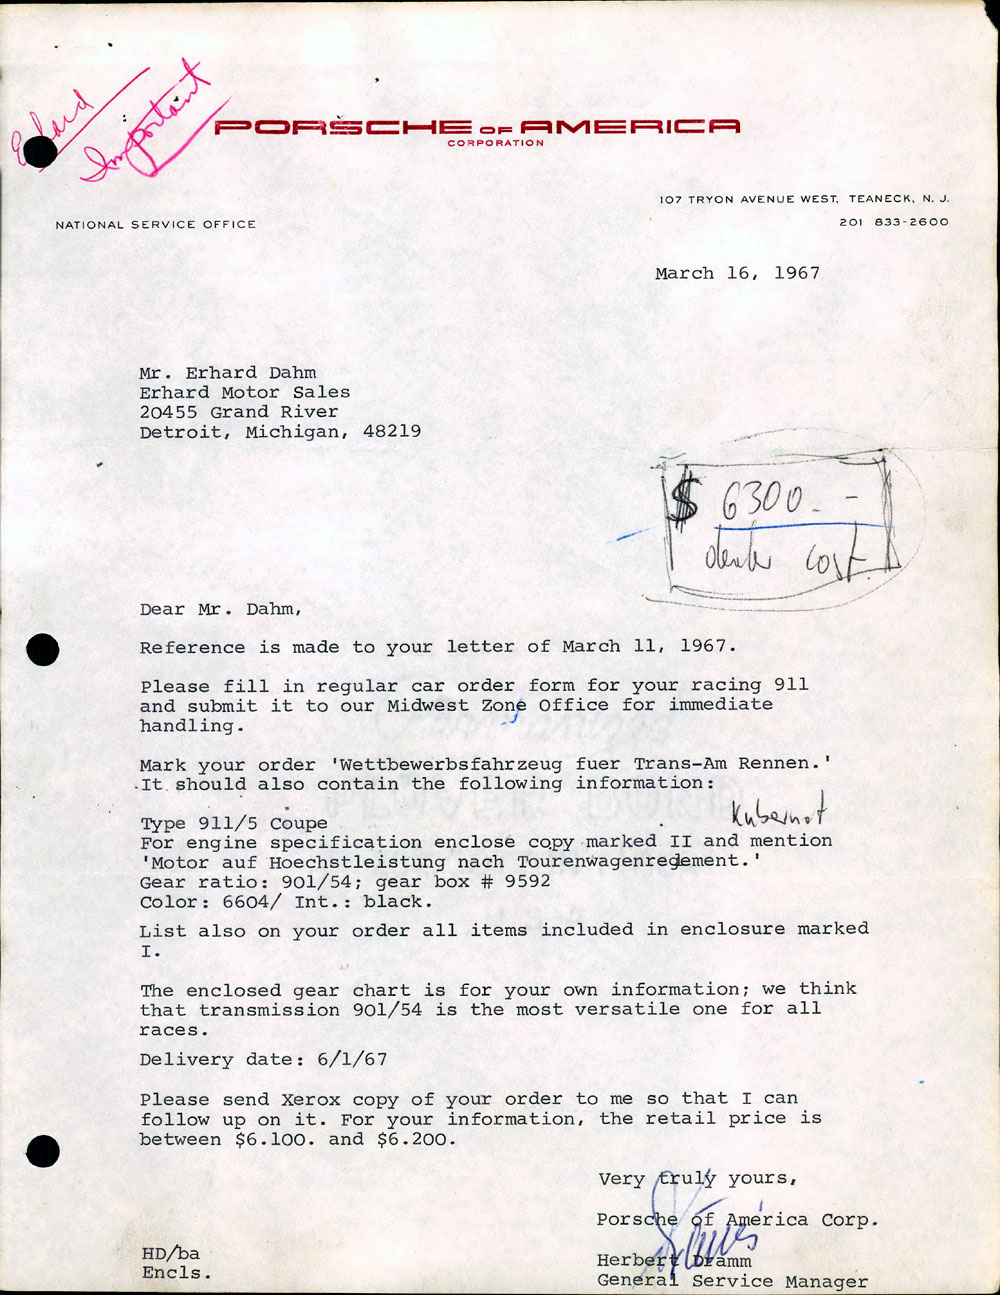 Erhard
Important
PORSCHE OF AMERICA
CORPORATION
107 TRYON AVENUE WEST, TEANECK, N. J.
NATIONAL SERVICE OFFICE
201 833-2600
March 16, 1967
Mr. Erhard Dahm
Erhard Motor Sales
20455 Grand River
Detroit, Michigan, 48219
$ 6300.-
dealer cost
Dear Mr. Dahm,
Reference is made to your letter of March 11, 1967.
Please fill in regular car order form for your racing 911
and submit it to our Midwest Zone Office for immediate
handling.
Mark your order 'Wettbewerbsfahrzeug fuer Trans-Am Rennen.'
It should also contain the following information:
Type 911/5 Coupe
For engine specification enclose copy marked II and mention
'Motor auf Hoechstleistung nach Tourenwagenreglement.'
Gear ratio: 901/54; gear box # 9592
Color: 6604/ Int.: black.
List also on your order all items included in enclosure marked
I.
The enclosed gear chart is for your own information; we think
that transmission 901/54 is the most versatile one for all
races.
Delivery date: 6/1/67
Please send Xerox copy of your order to me so that I can
follow up on it. For your information, the retail price is
between $6.100. and $6.200.
Very truly yours,
Porsche of America Corp.
HD/ba
Herbert Dramm
Encls.
General Service Manager